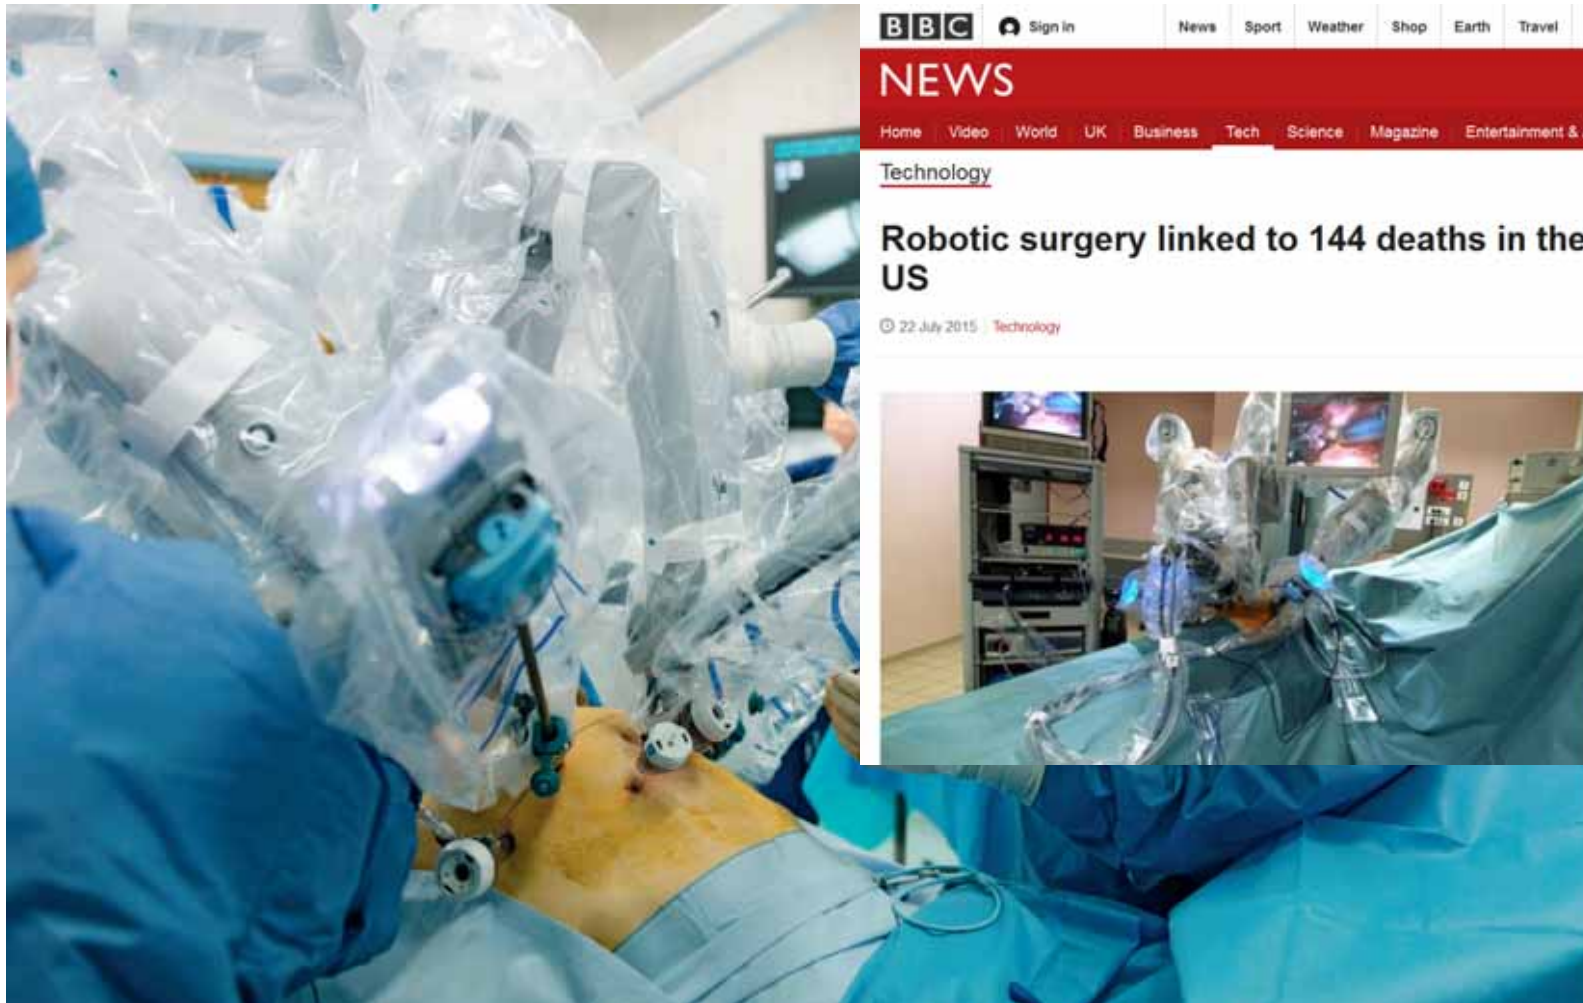 BBC Sign in News Sport Weather Shop Earth Travel
NEWS
Home Video World UK Business Tech Science Magazine Entertainment &
Technology
Robotic surgery linked to 144 deaths in the
US
22 July 2015 Technology